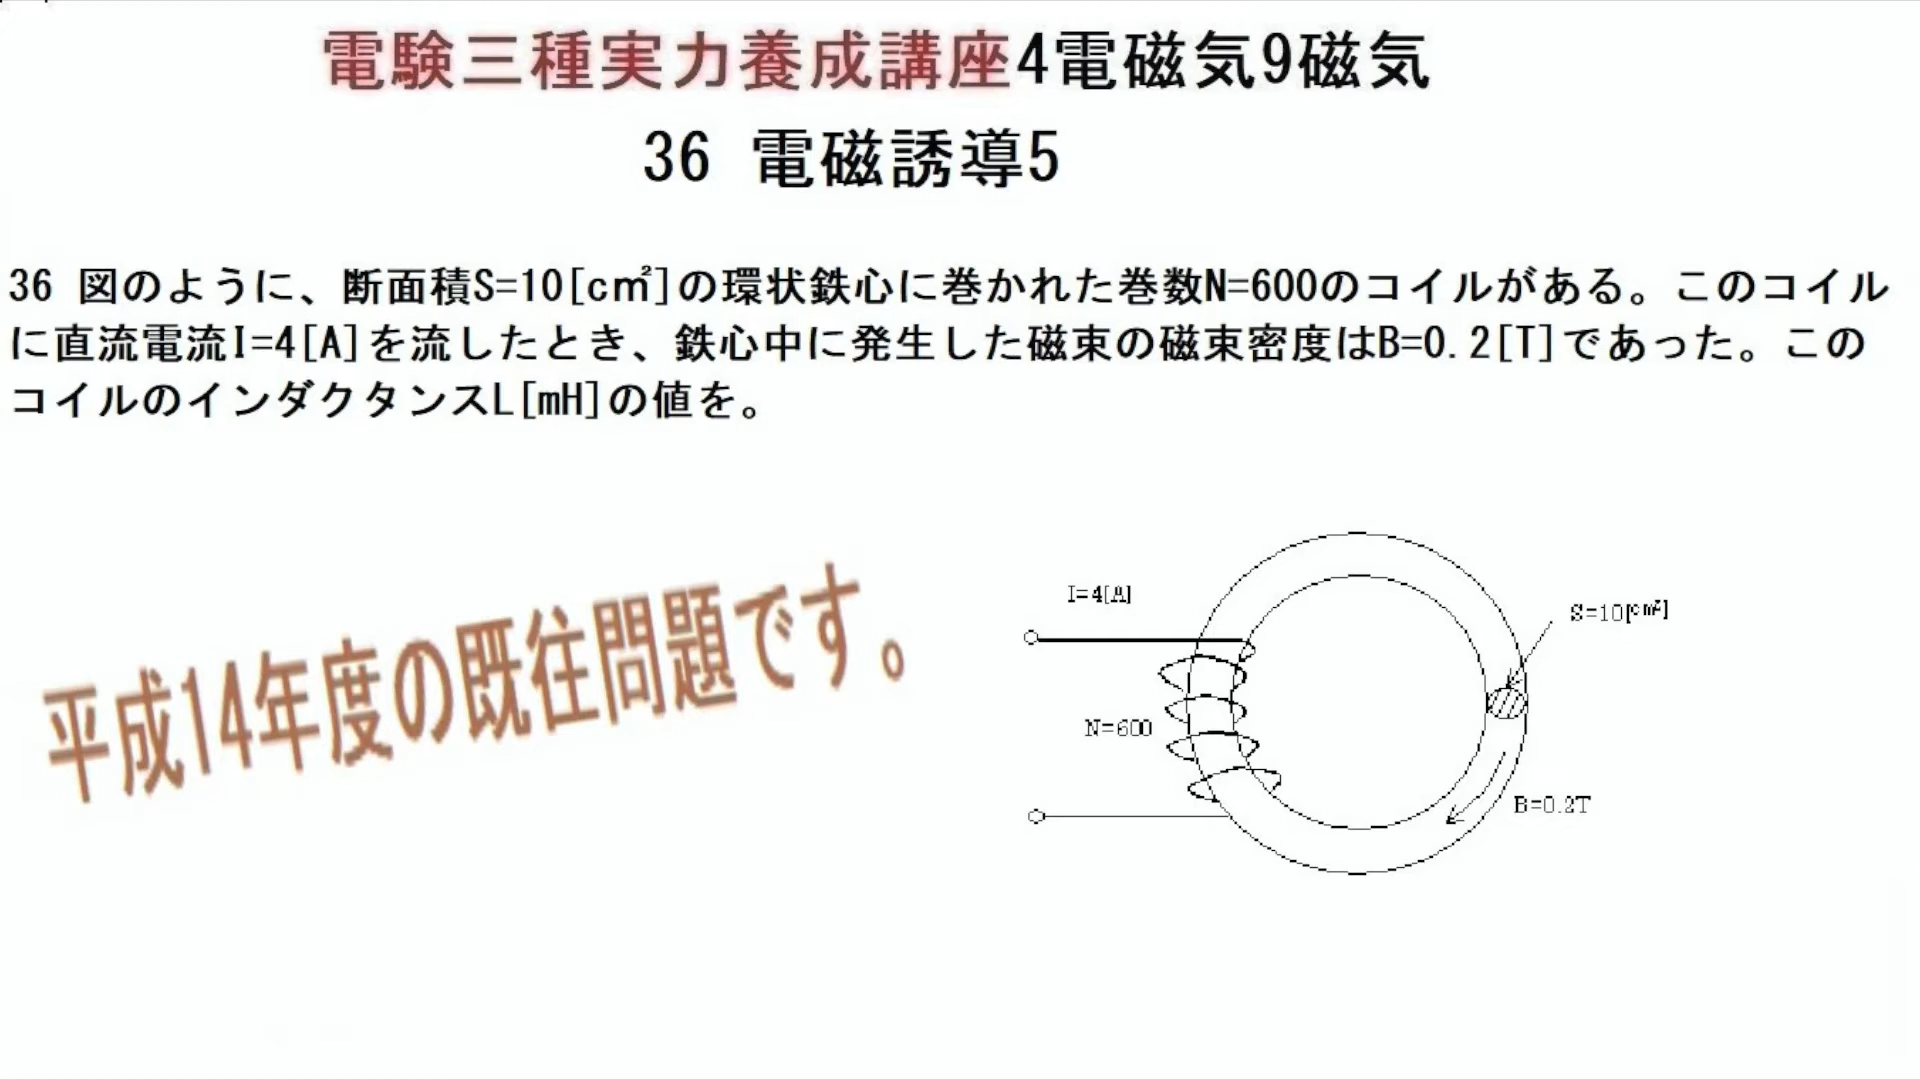 電験三種実力養成講座4電磁気9磁気
36 電磁誘導5
36 図のように、断面積S=10[c㎡]の環状鉄心に巻かれた巻数N=600のコイルがある。このコイル
に直流電流I=4[A]を流したとき、鉄心中に発生した磁束の磁束密度はB=0.2[T]であった。この
コイルのインダクタンスL[mH]の値を。
平成14年度の既往問題です。
I=4[A]
S=10[c㎡]
N=600
B=0.2T